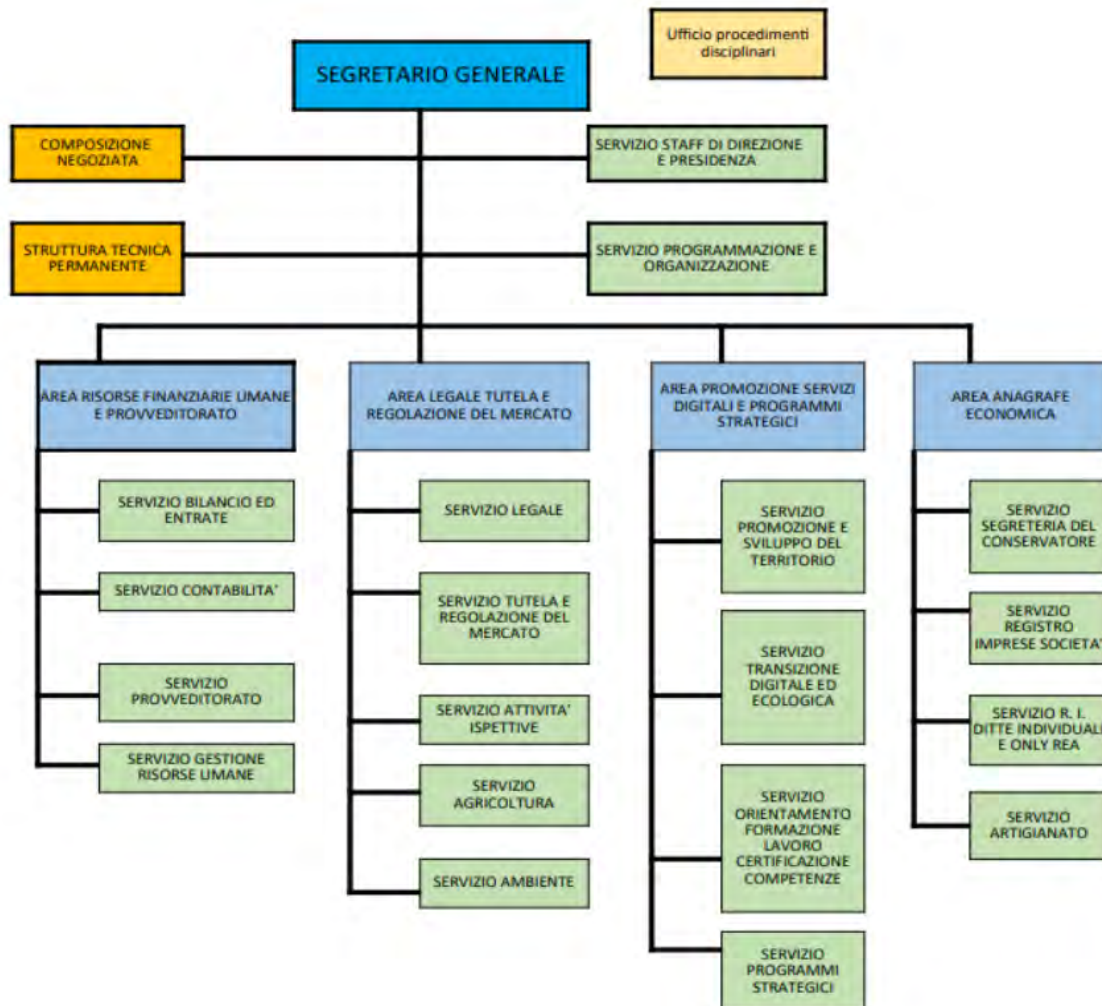 Ufficio procedimenti
disciplinari
SEGRETARIO GENERALE
COMPOSIZIONE
NEGOZIATA
SERVIZIO STAFF DI DIREZIONE
E PRESIDENZA
STRUTTURA TECNICA
PERMANENTE
SERVIZIO PROGRAMMAZIONE E
ORGANIZZAZIONE
AREA RISORSE FINANZIARIE UMANE
E PROVVEDITORATO
AREA LEGALE TUTELA E
REGOLAZIONE DEL MERCATO
AREA PROMOZIONE SERVIZI
DIGITALI E PROGRAMMI
STRATEGICI
AREA ANAGRAFE
ECONOMICA
SERVIZIO BILANCIO ED
ENTRATE
SERVIZIO CONTABILITA'
SERVIZIO
PROVVEDITORATO
SERVIZIO GESTIONE
RISORSE UMANE
SERVIZIO LEGALE
SERVIZIO TUTELA E
REGOLAZIONE DEL
MERCATO
SERVIZIO ATTIVITA'
ISPETTIVE
SERVIZIO
AGRICOLTURA
SERVIZIO AMBIENTE
SERVIZIO
PROMOZIONE E
SVILUPPO DEL
TERRITORIO
SERVIZIO
TRANSIZIONE
DIGITALE ED
ECOLOGICA
SERVIZIO
ORIENTAMENTO
FORMAZIONE
LAVORO
CERTIFICAZIONE
COMPETENZE
SERVIZIO
PROGRAMMI
STRATEGICI
SERVIZIO
SEGRETERIA DEL
CONSERVATORE
SERVIZIO
REGISTRO
IMPRESE SOCIETA'
SERVIZIO R. I.
DITTE INDIVIDUALI
E ONLY REA
SERVIZIO
ARTIGIANATO